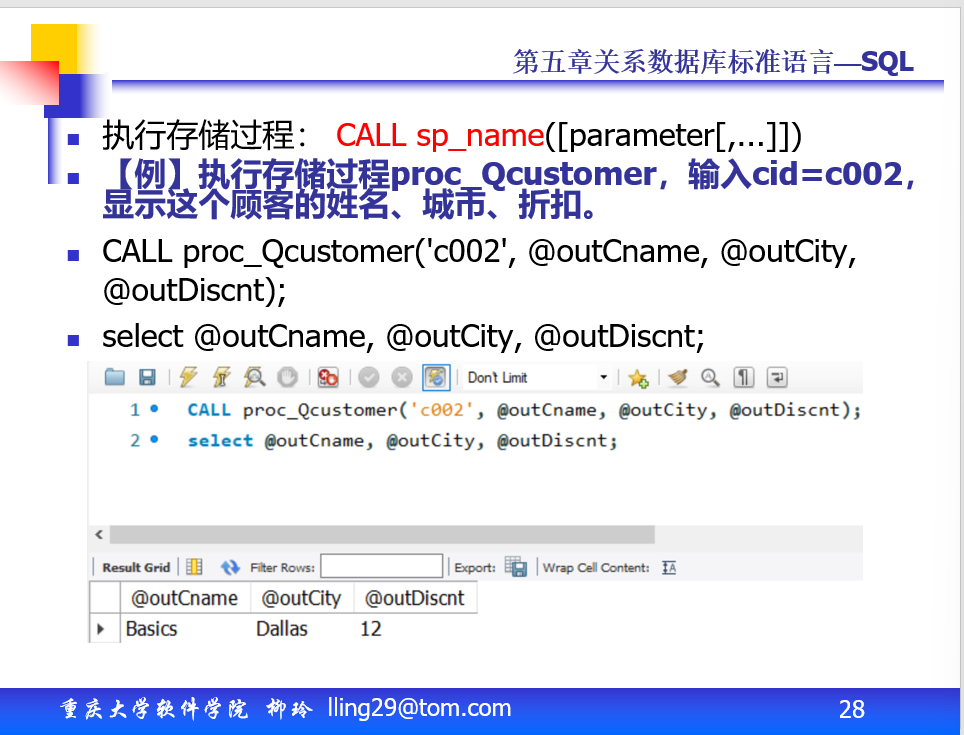 第五章关系数据库标准语言—SQL
执行存储过程： CALL sp_name([parameter[,...]])
【例】执行存储过程proc_Qcustomer，输入cid=c002，
显示这个顾客的姓名、城市、折扣。
CALL proc_Qcustomer('c002', @outCname, @outCity,
@outDiscnt);
select @outCname, @outCity, @outDiscnt;
Don't Limit
1 CALL proc_Qcustomer('c002', @outCname, @outCity, @outDiscnt);
2 select @outCname, @outCity, @outDiscnt;
Result Grid Filter Rows: Export: Wrap Cell Content:
@outCname @outCity @outDiscnt
Basics Dallas 12
重庆大学软件学院 柳玲 lling29@tom.com 28